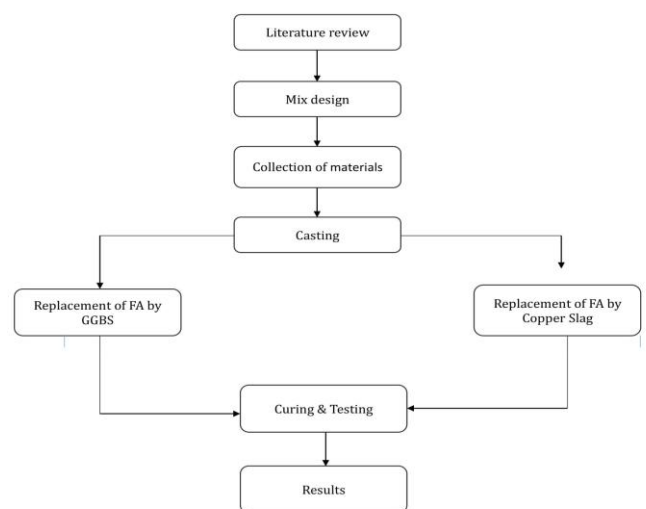 Literature review
Mix design
Collection of materials
Casting
Replacement of FA by
GGBS
Replacement of FA by
Copper Slag
Curing & Testing
Results